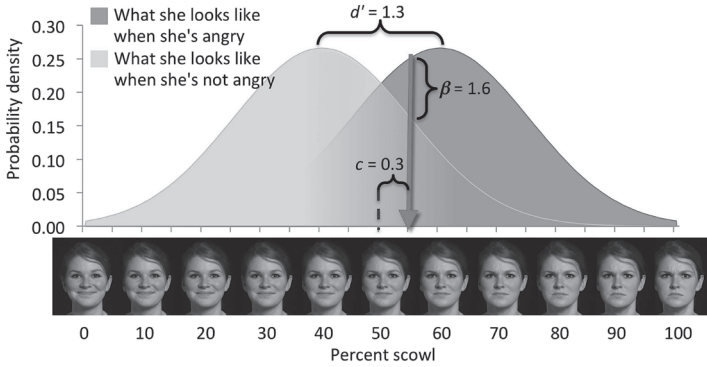 What she looks like
when she's angry
What she looks like
when she's not angry
d′ = 1.3
β = 1.6
c = 0.3
Probability density
0.30
0.25
0.20
0.15
0.10
0.05
0.00
0 10 20 30 40 50 60 70 80 90 100
Percent scowl